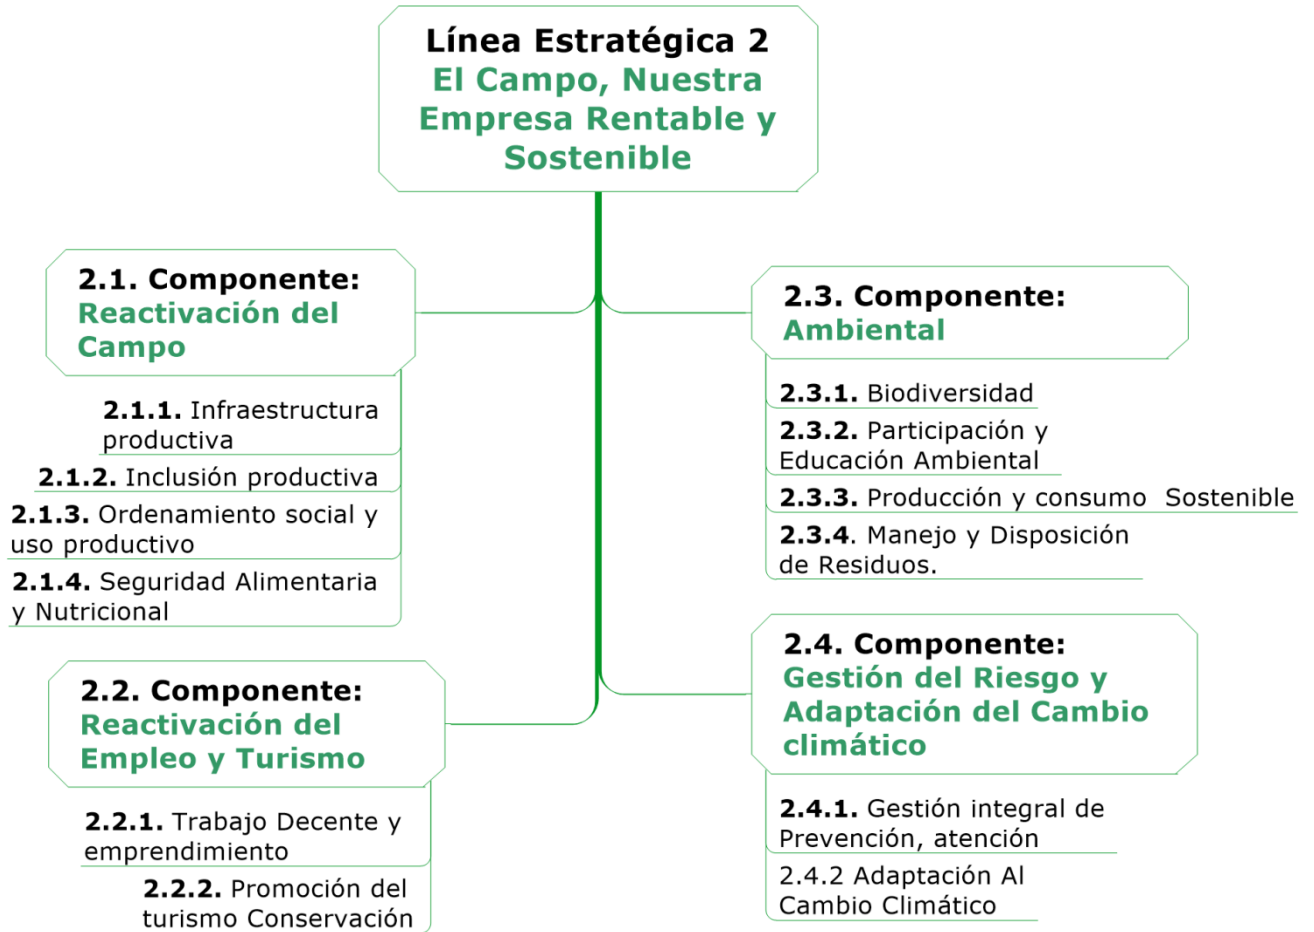 Línea Estratégica 2
El Campo, Nuestra
Empresa Rentable y
Sostenible
2.1. Componente:
Reactivación del
Campo
2.1.1. Infraestructura
productiva
2.1.2. Inclusión productiva
2.1.3. Ordenamiento social y
uso productivo
2.1.4. Seguridad Alimentaria
y Nutricional
2.2. Componente:
Reactivación del
Empleo y Turismo
2.2.1. Trabajo Decente y
emprendimiento
2.2.2. Promoción del
turismo Conservación
2.3. Componente:
Ambiental
2.3.1. Biodiversidad
2.3.2. Participación y
Educación Ambiental
2.3.3. Producción y consumo  Sostenible
2.3.4. Manejo y Disposición
de Residuos.
2.4. Componente:
Gestión del Riesgo y
Adaptación del Cambio
climático
2.4.1. Gestión integral de
Prevención, atención
2.4.2 Adaptación Al
Cambio Climático